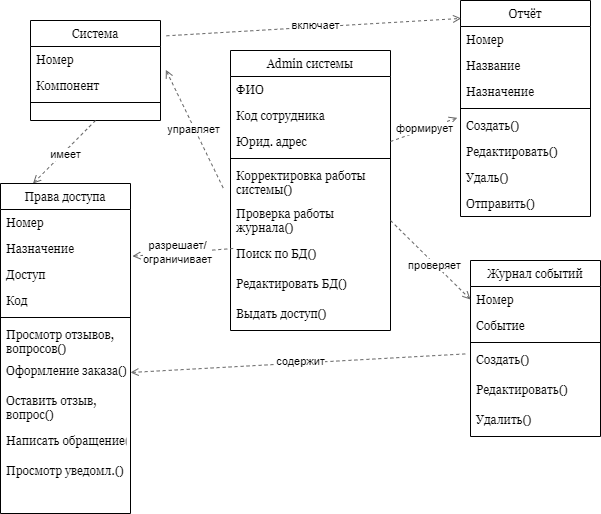 Система
Номер
Компонент
включает
Отчёт
Номер
Название
Назначение
Создать()
Редактировать()
Удаль()
Отправить()
Admin системы
ФИО
Код сотрудника
Юрид. адрес
Корректировка работы
системы()
Проверка работы
журнала()
Поиск по БД()
Редактировать БД()
Выдать доступ()
управляет
формирует
имеет
разрешает/
ограничивает
проверяет
Права доступа
Номер
Назначение
Доступ
Код
Просмотр отзывов,
вопросов()
Оформление заказа()
Оставить отзыв,
вопрос()
Написать обращение(
Просмотр уведомл.()
Журнал событий
Номер
Событие
Создать()
Редактировать()
Удалить()
содержит